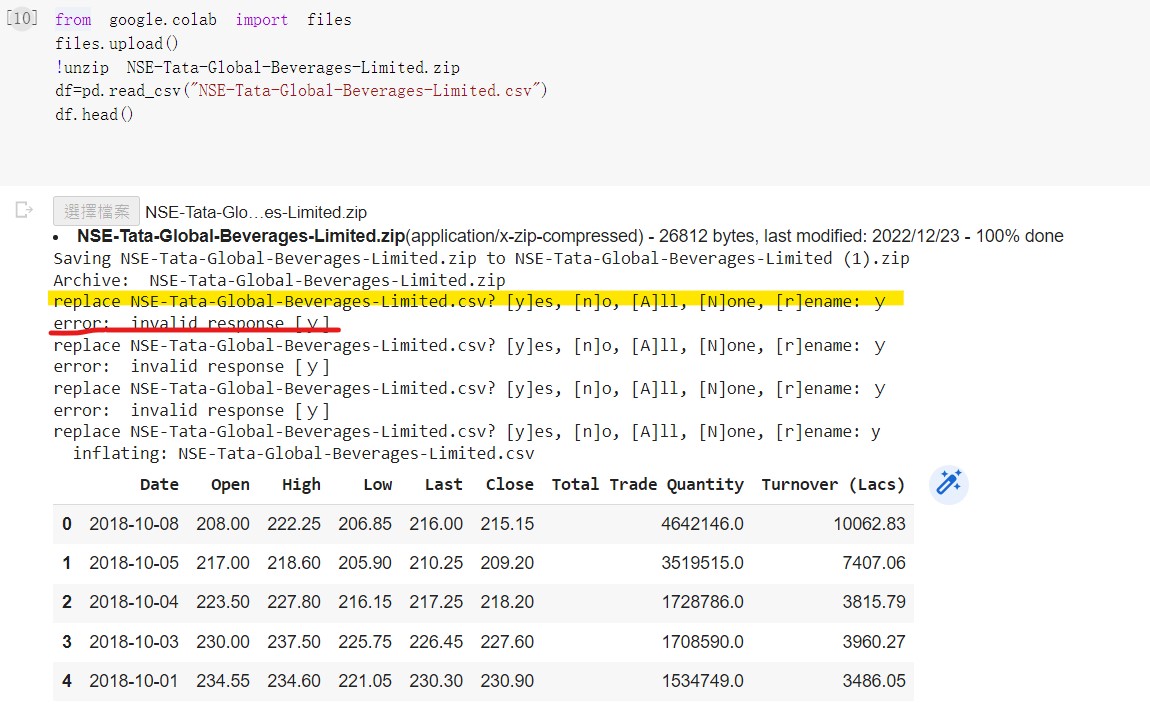 [10]
from google.colab import files
files.upload()
!unzip NSE-Tata-Global-Beverages-Limited.zip
df=pd.read_csv("NSE-Tata-Global-Beverages-Limited.csv")
df.head()
選擇檔案 NSE-Tata-Glo…es-Limited.zip
• NSE-Tata-Global-Beverages-Limited.zip(application/x-zip-compressed) - 26812 bytes, last modified: 2022/12/23 - 100% done
Saving NSE-Tata-Global-Beverages-Limited.zip to NSE-Tata-Global-Beverages-Limited (1).zip
Archive:  NSE-Tata-Global-Beverages-Limited.zip
replace NSE-Tata-Global-Beverages-Limited.csv? [y]es, [n]o, [A]ll, [N]one, [r]ename: ｙ
error:  invalid response [ｙ]
replace NSE-Tata-Global-Beverages-Limited.csv? [y]es, [n]o, [A]ll, [N]one, [r]ename: ｙ
error:  invalid response [ｙ]
replace NSE-Tata-Global-Beverages-Limited.csv? [y]es, [n]o, [A]ll, [N]one, [r]ename: ｙ
error:  invalid response [ｙ]
replace NSE-Tata-Global-Beverages-Limited.csv? [y]es, [n]o, [A]ll, [N]one, [r]ename: y
inflating: NSE-Tata-Global-Beverages-Limited.csv
Date Open High Low Last Close Total Trade Quantity Turnover (Lacs)
0 2018-10-08 208.00 222.25 206.85 216.00 215.15 4642146.0 10062.83
1 2018-10-05 217.00 218.60 205.90 210.25 209.20 3519515.0 7407.06
2 2018-10-04 223.50 227.80 216.15 217.25 218.20 1728786.0 3815.79
3 2018-10-03 230.00 237.50 225.75 226.45 227.60 1708590.0 3960.27
4 2018-10-01 234.55 234.60 221.05 230.30 230.90 1534749.0 3486.05